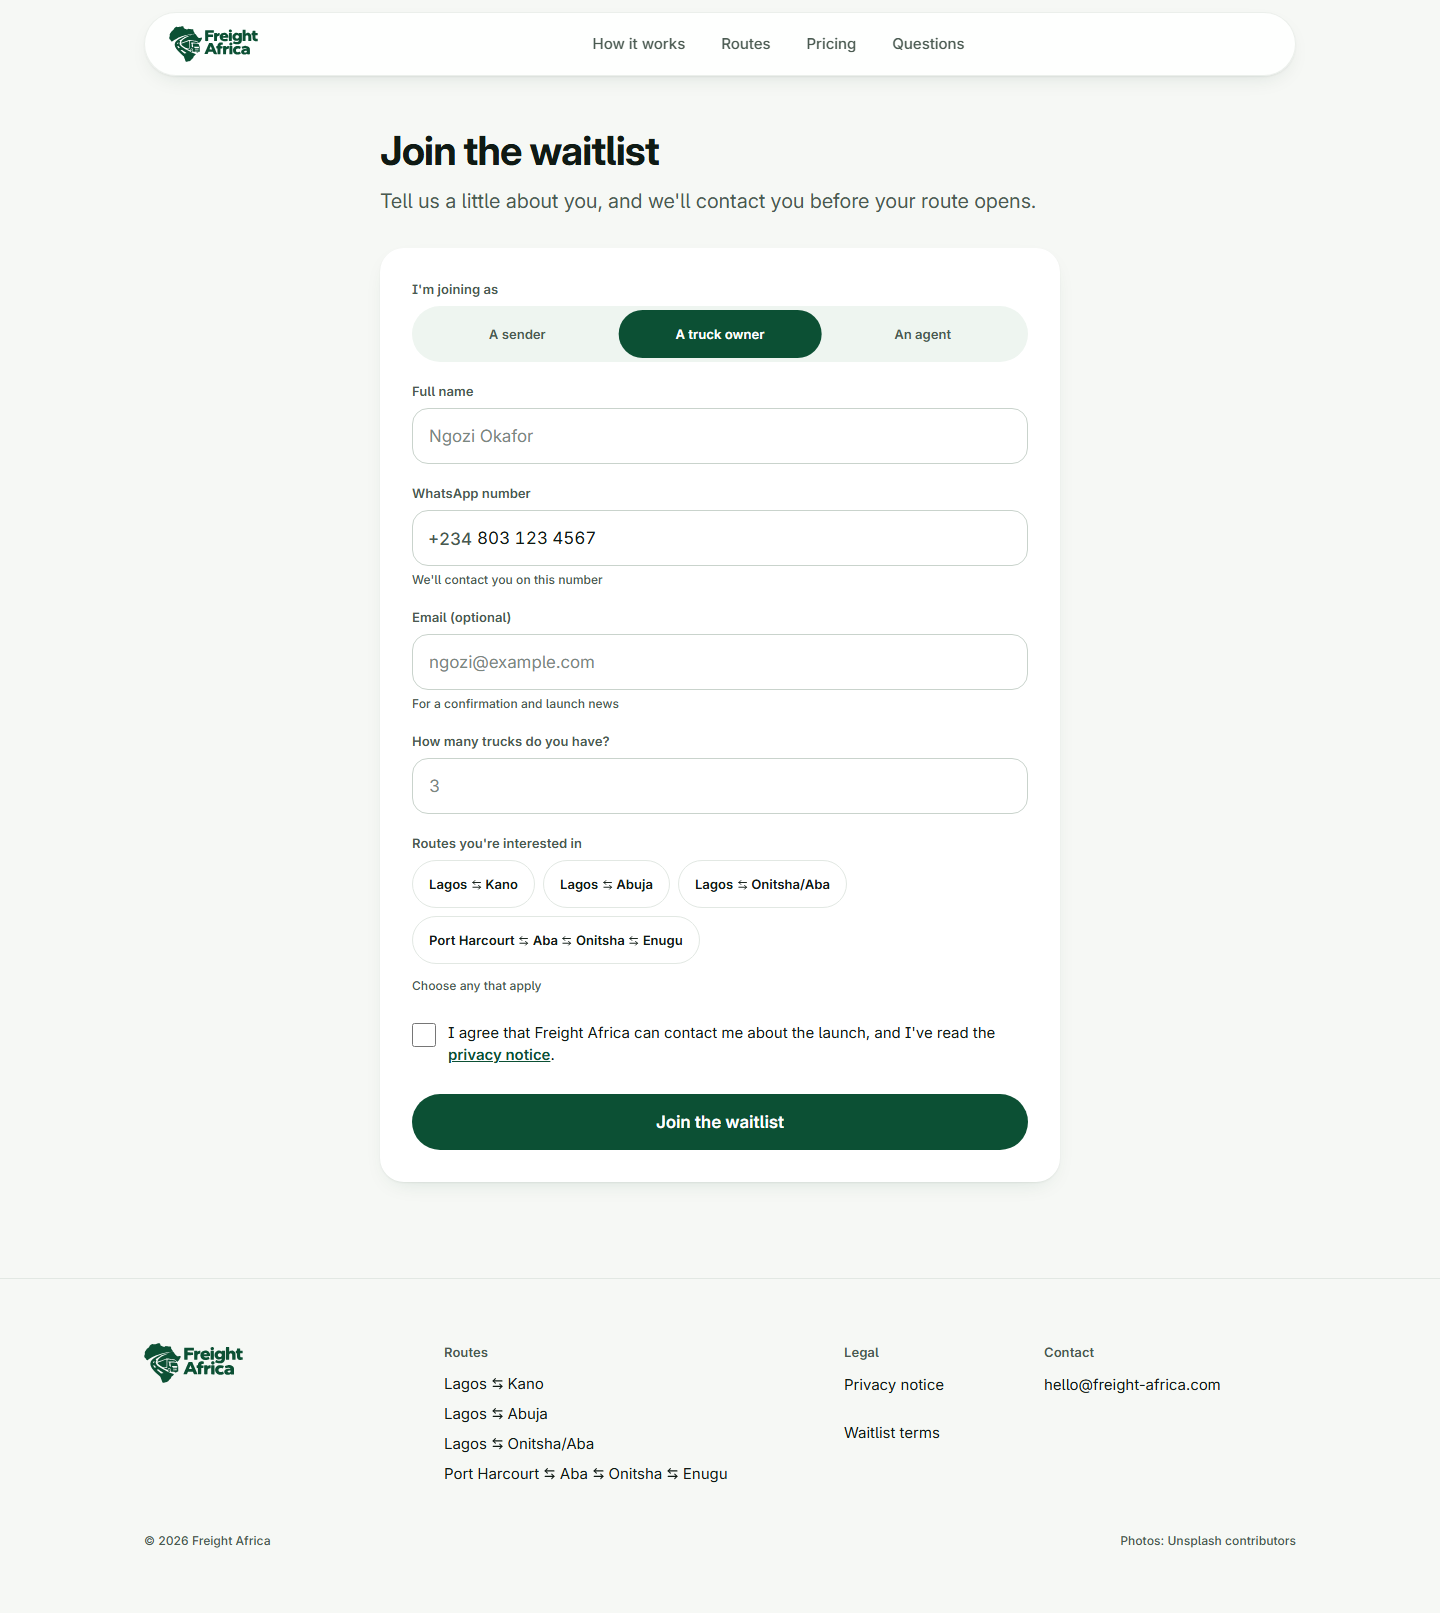 Freight
Africa
How it works
Routes
Pricing
Questions
Join the waitlist
Tell us a little about you, and we'll contact you before your route opens.
I'm joining as
A sender
A truck owner
An agent
Full name
Ngozi Okafor
WhatsApp number
+234 803 123 4567
We'll contact you on this number
Email (optional)
ngozi@example.com
For a confirmation and launch news
How many trucks do you have?
3
Routes you're interested in
Lagos ⇆ Kano
Lagos ⇆ Abuja
Lagos ⇆ Onitsha/Aba
Port Harcourt ⇆ Aba ⇆ Onitsha ⇆ Enugu
Choose any that apply
I agree that Freight Africa can contact me about the launch, and I've read the
privacy notice.
Join the waitlist
Freight
Africa
Routes
Lagos ⇆ Kano
Lagos ⇆ Abuja
Lagos ⇆ Onitsha/Aba
Port Harcourt ⇆ Aba ⇆ Onitsha ⇆ Enugu
Legal
Privacy notice
Waitlist terms
Contact
hello@freight-africa.com
© 2026 Freight Africa
Photos: Unsplash contributors